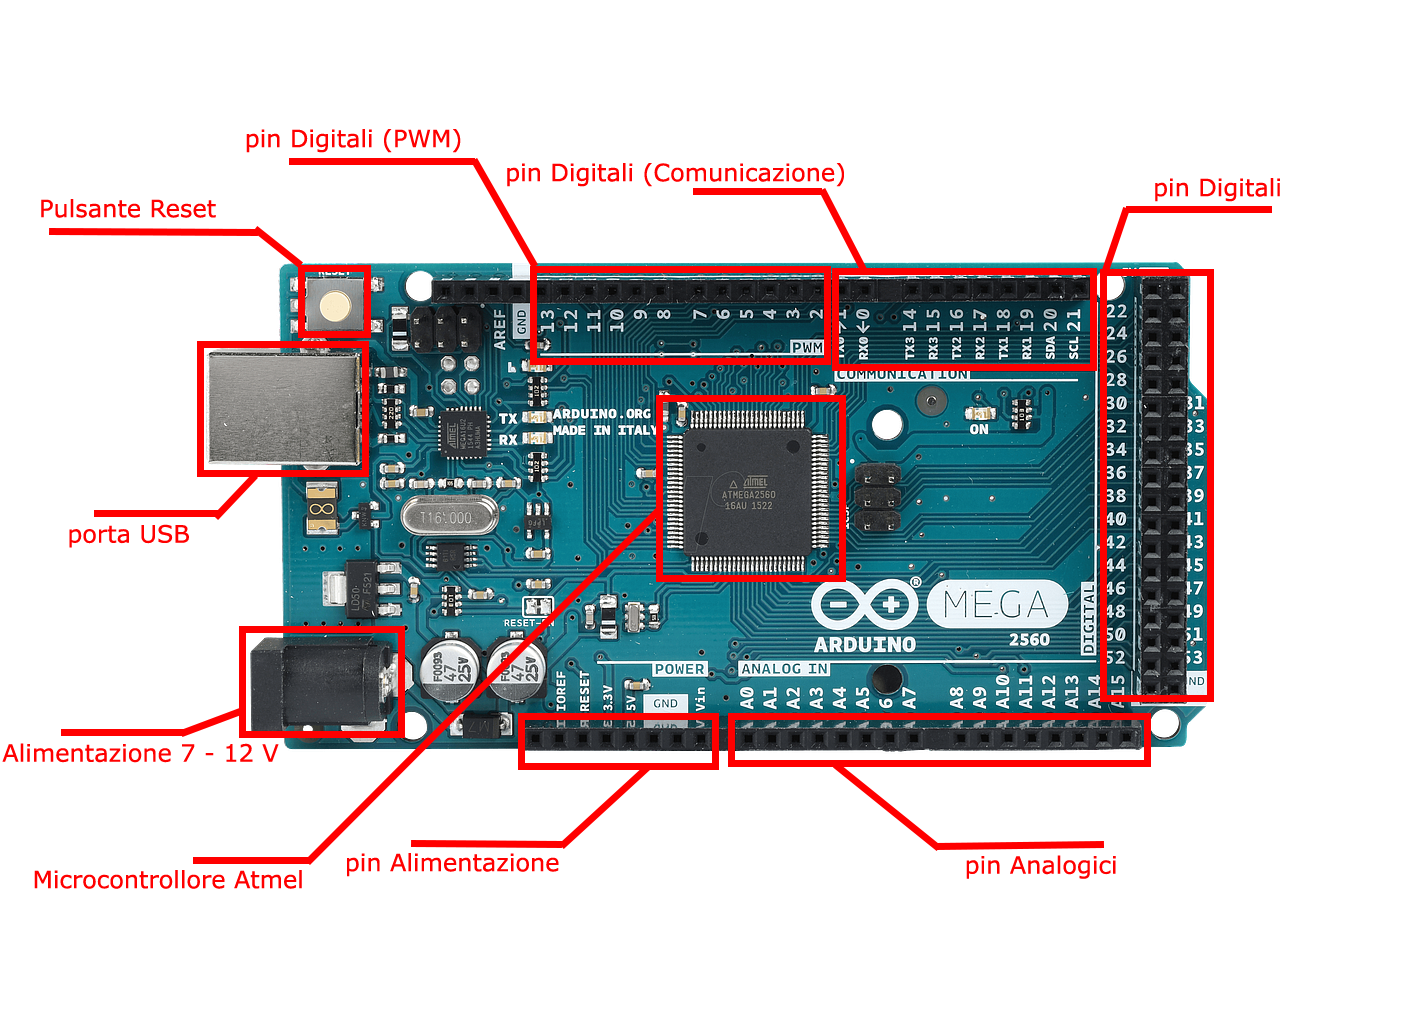 pin Digitali (PWM)
pin Digitali (Comunicazione)
pin Digitali
Pulsante Reset
RESET
AREF
GND
13
12
11
10
9
8
7
6
5
4
3
2
PWM
TX0→1
RX0←0
TX3 14
RX3 15
TX2 16
RX2 17
TX1 18
RX1 19
SDA 20
SCL 21
COMMUNICATION
22
24
26
28
30 31
32 33
34 35
36 37
38 39
40 41
42 43
44 45
46 47
48 49
50 51
52 53
GND
DIGITAL
TX
RX
ARDUINO.ORG
MADE IN ITALY
ON
ATMEL
ATMEGA2560
16AU 1522
T16.000
porta USB
MEGA
ARDUINO
2560
®
RESET-EN
F0093
47
25V
47
25V
POWER
ANALOG IN
IOREF
RESET
3.3V
5V
GND
Vin
A0
A1
A2
A3
A4
A5
6
A7
A8
A9
A10
A11
A12
A13
A14
A15
Alimentazione 7 - 12 V
pin Alimentazione
pin Analogici
Microcontrollore Atmel